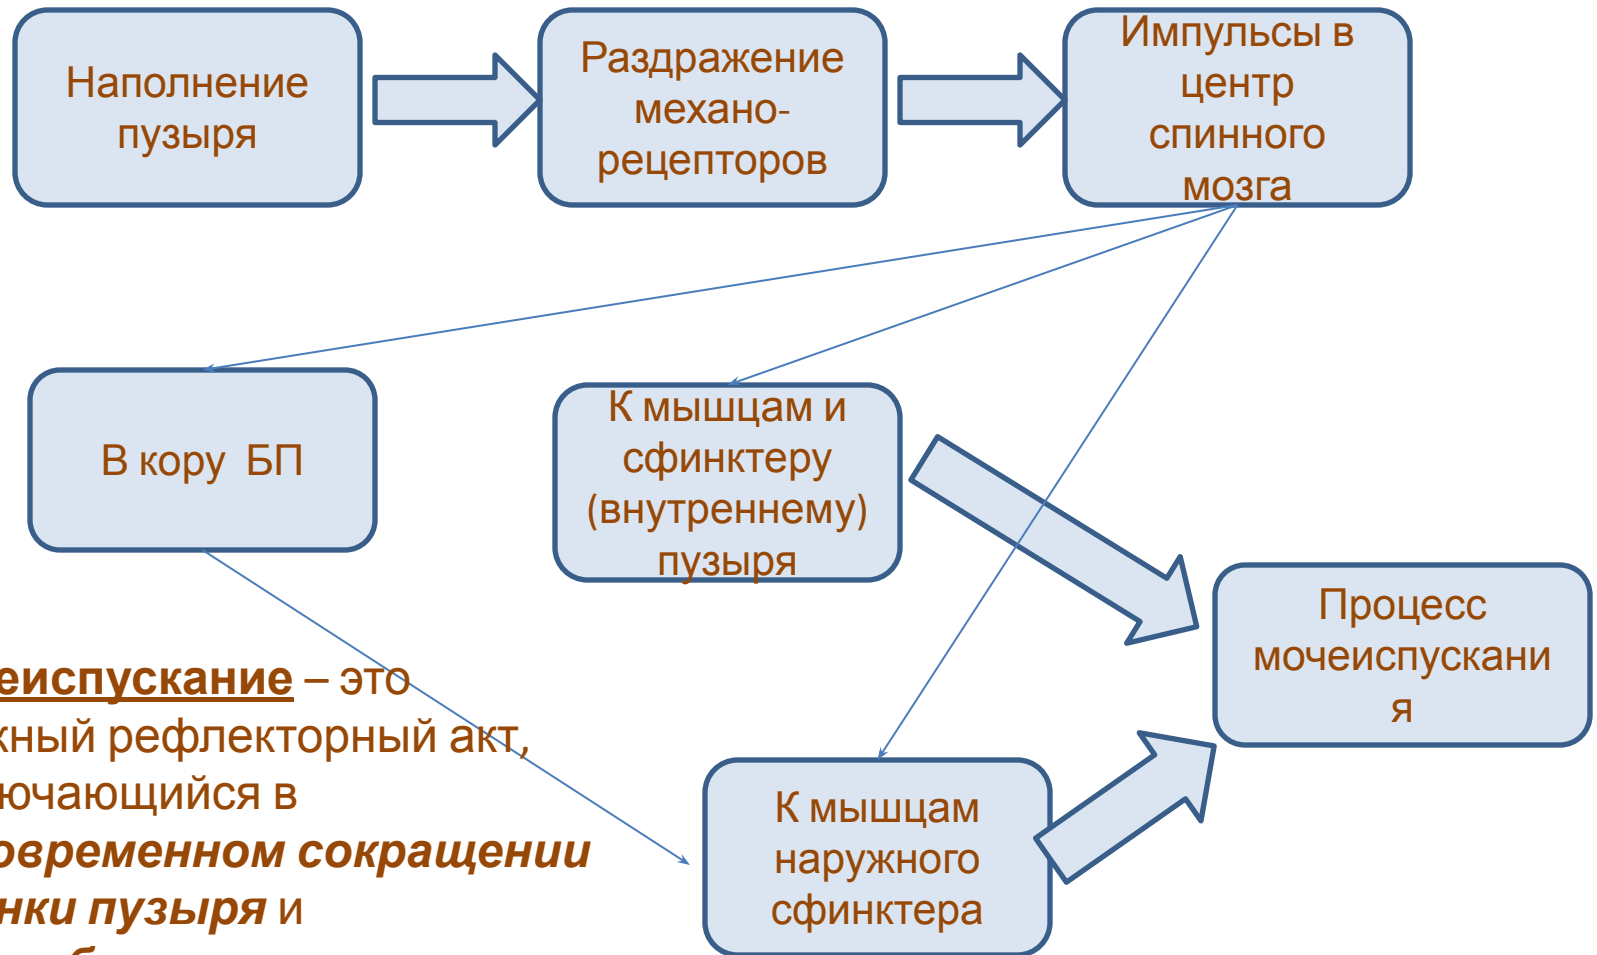 Наполнение
пузыря
Раздражение
механо-
рецепторов
Импульсы в
центр
спинного
мозга
В кору БП
К мышцам и
сфинктеру
(внутреннему)
пузыря
Процесс
мочеиспускани
я
еиспускание – это
жный рефлекторный акт,
ючающийся в
овременном сокращении
нки пузыря и
К мышцам
наружного
сфинктера